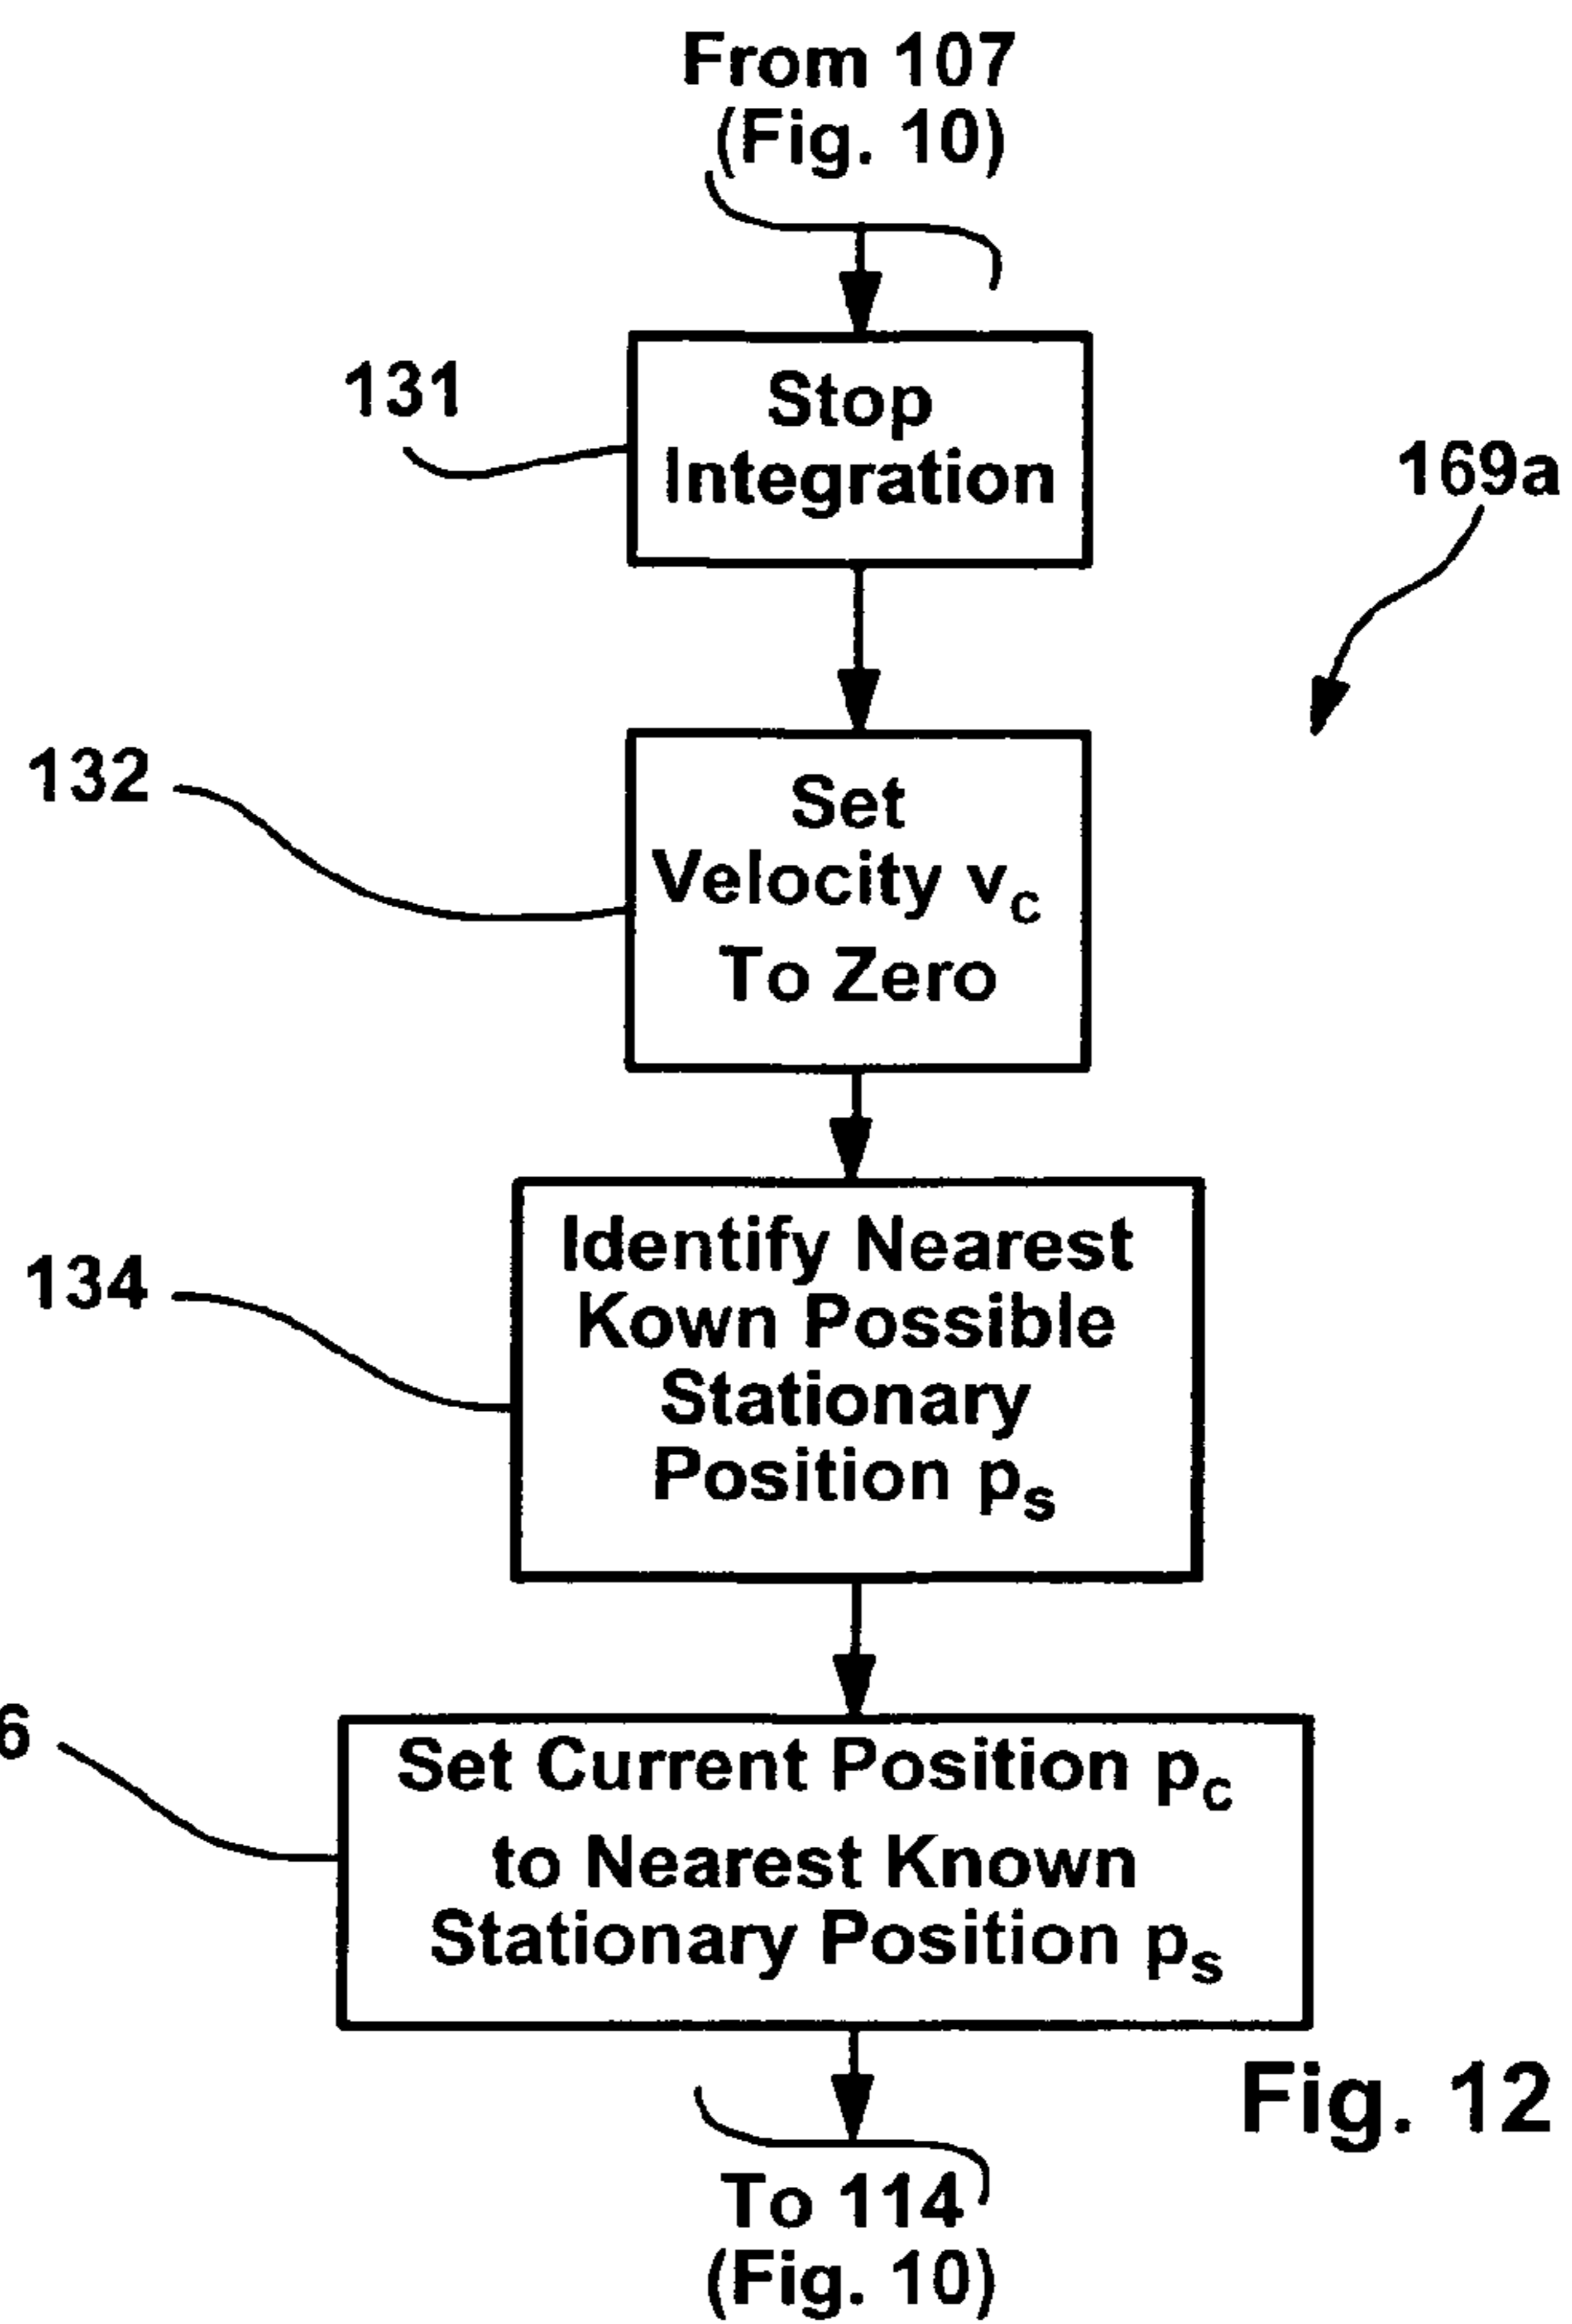 From 107
(Fig. 10)
131
Stop
Integration
169a
132
Set
Velocity vc
To Zero
134
Identify Nearest
Kown Possible
Stationary
Position ps
6
Set Current Position pc
to Nearest Known
Stationary Position ps
Fig. 12
To 114
(Fig. 10)